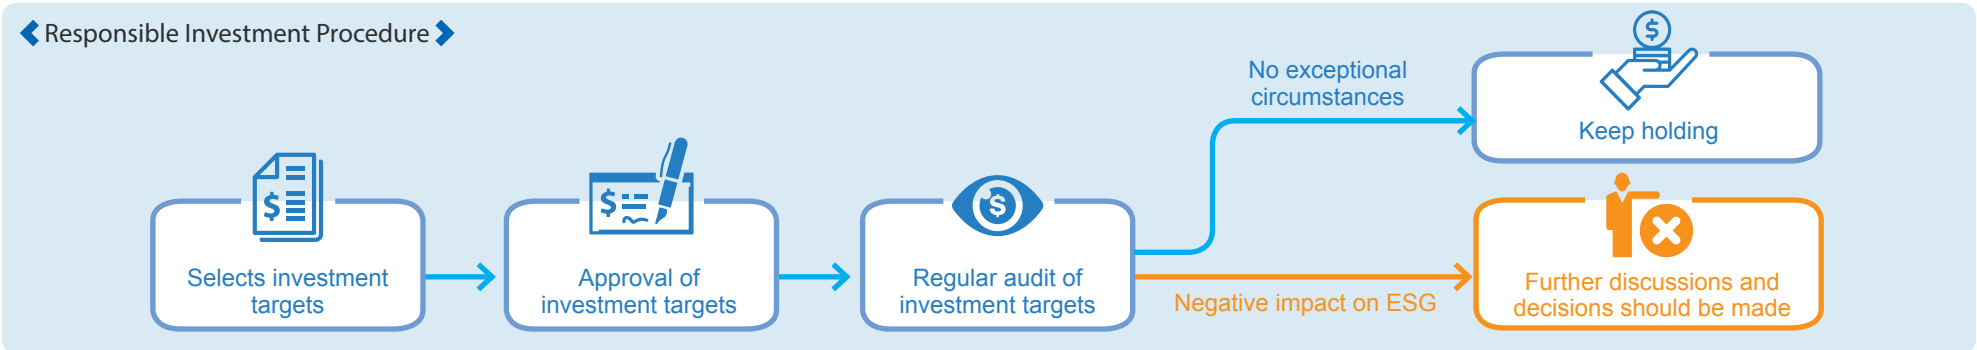 Responsible Investment Procedure
Selects investment
targets
Approval of
investment targets
Regular audit of
investment targets
No exceptional
circumstances
Keep holding
Negative impact on ESG
Further discussions and
decisions should be made